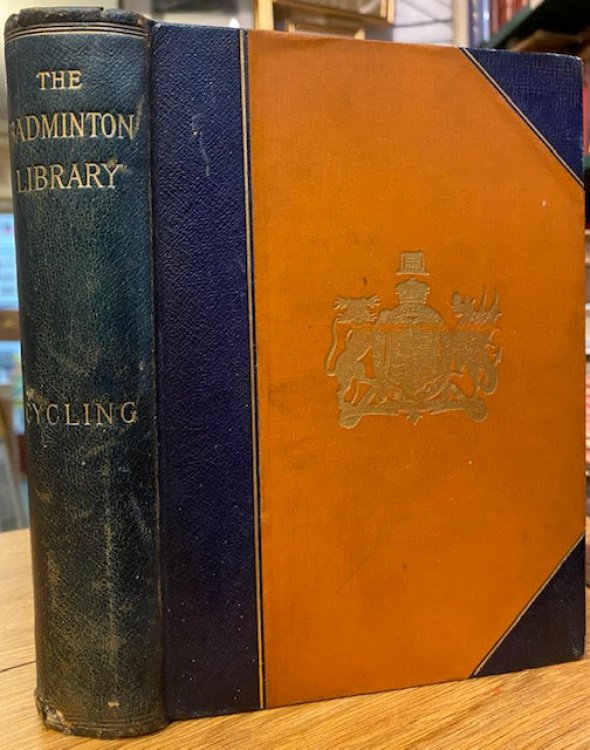 THE
BADMINTON
LIBRARY
CYCLING